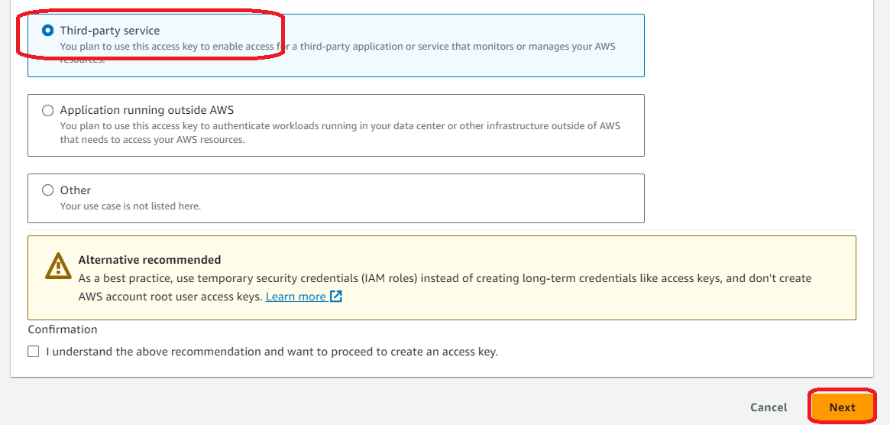 Third-party service
You plan to use this access key to enable access for a third-party application or service that monitors or manages your AWS
resources.
Application running outside AWS
You plan to use this access key to authenticate workloads running in your data center or other infrastructure outside of AWS
that needs to access your AWS resources.
Other
Your use case is not listed here.
Alternative recommended
As a best practice, use temporary security credentials (IAM roles) instead of creating long-term credentials like access keys, and don't create
AWS account root user access keys. Learn more
Confirmation
I understand the above recommendation and want to proceed to create an access key.
Cancel Next